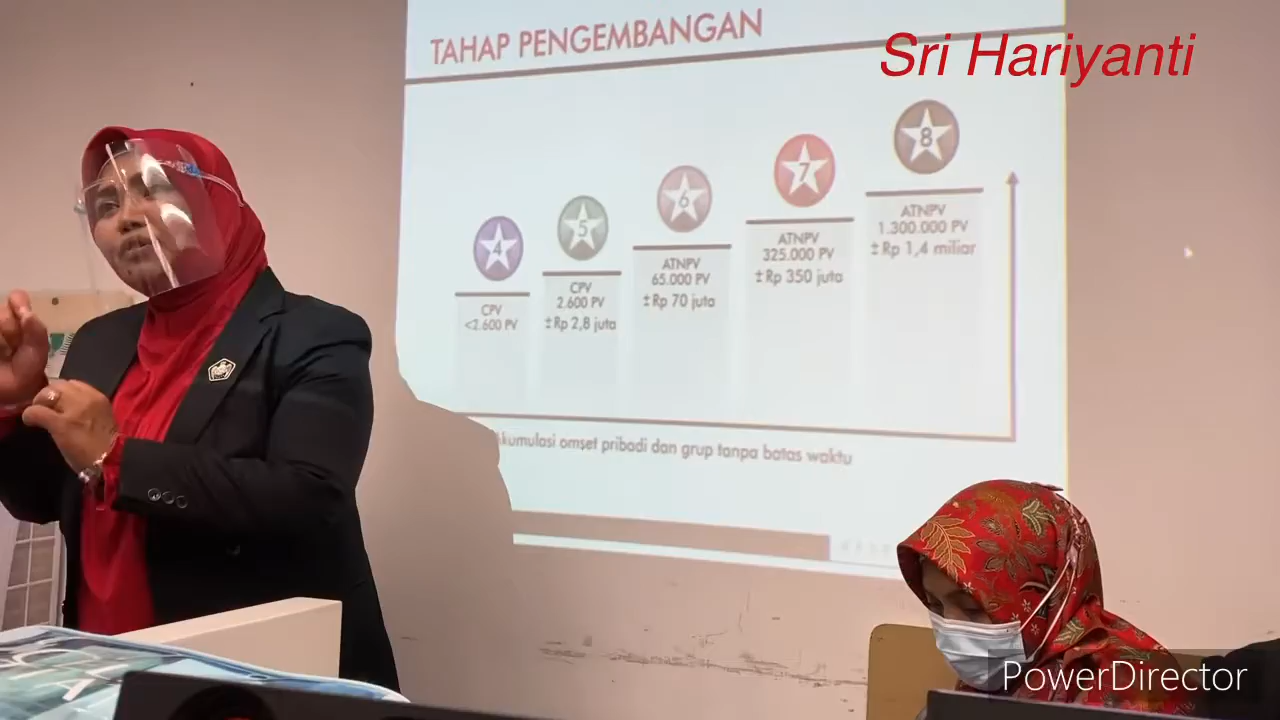 TAHAP PENGEMBANGAN
Sri Hariyanti
4
CPV
<2.600 PV
5
CPV
2.600 PV
±Rp 2,8 juta
6
ATNPV
65.000 PV
±Rp 70 juta
7
ATNPV
325.000 PV
±Rp 350 juta
8
ATNPV
1.300.000 PV
±Rp 1,4 miliar
kumulasi omset pribadi dan grup tanpa batas waktu
PowerDirector